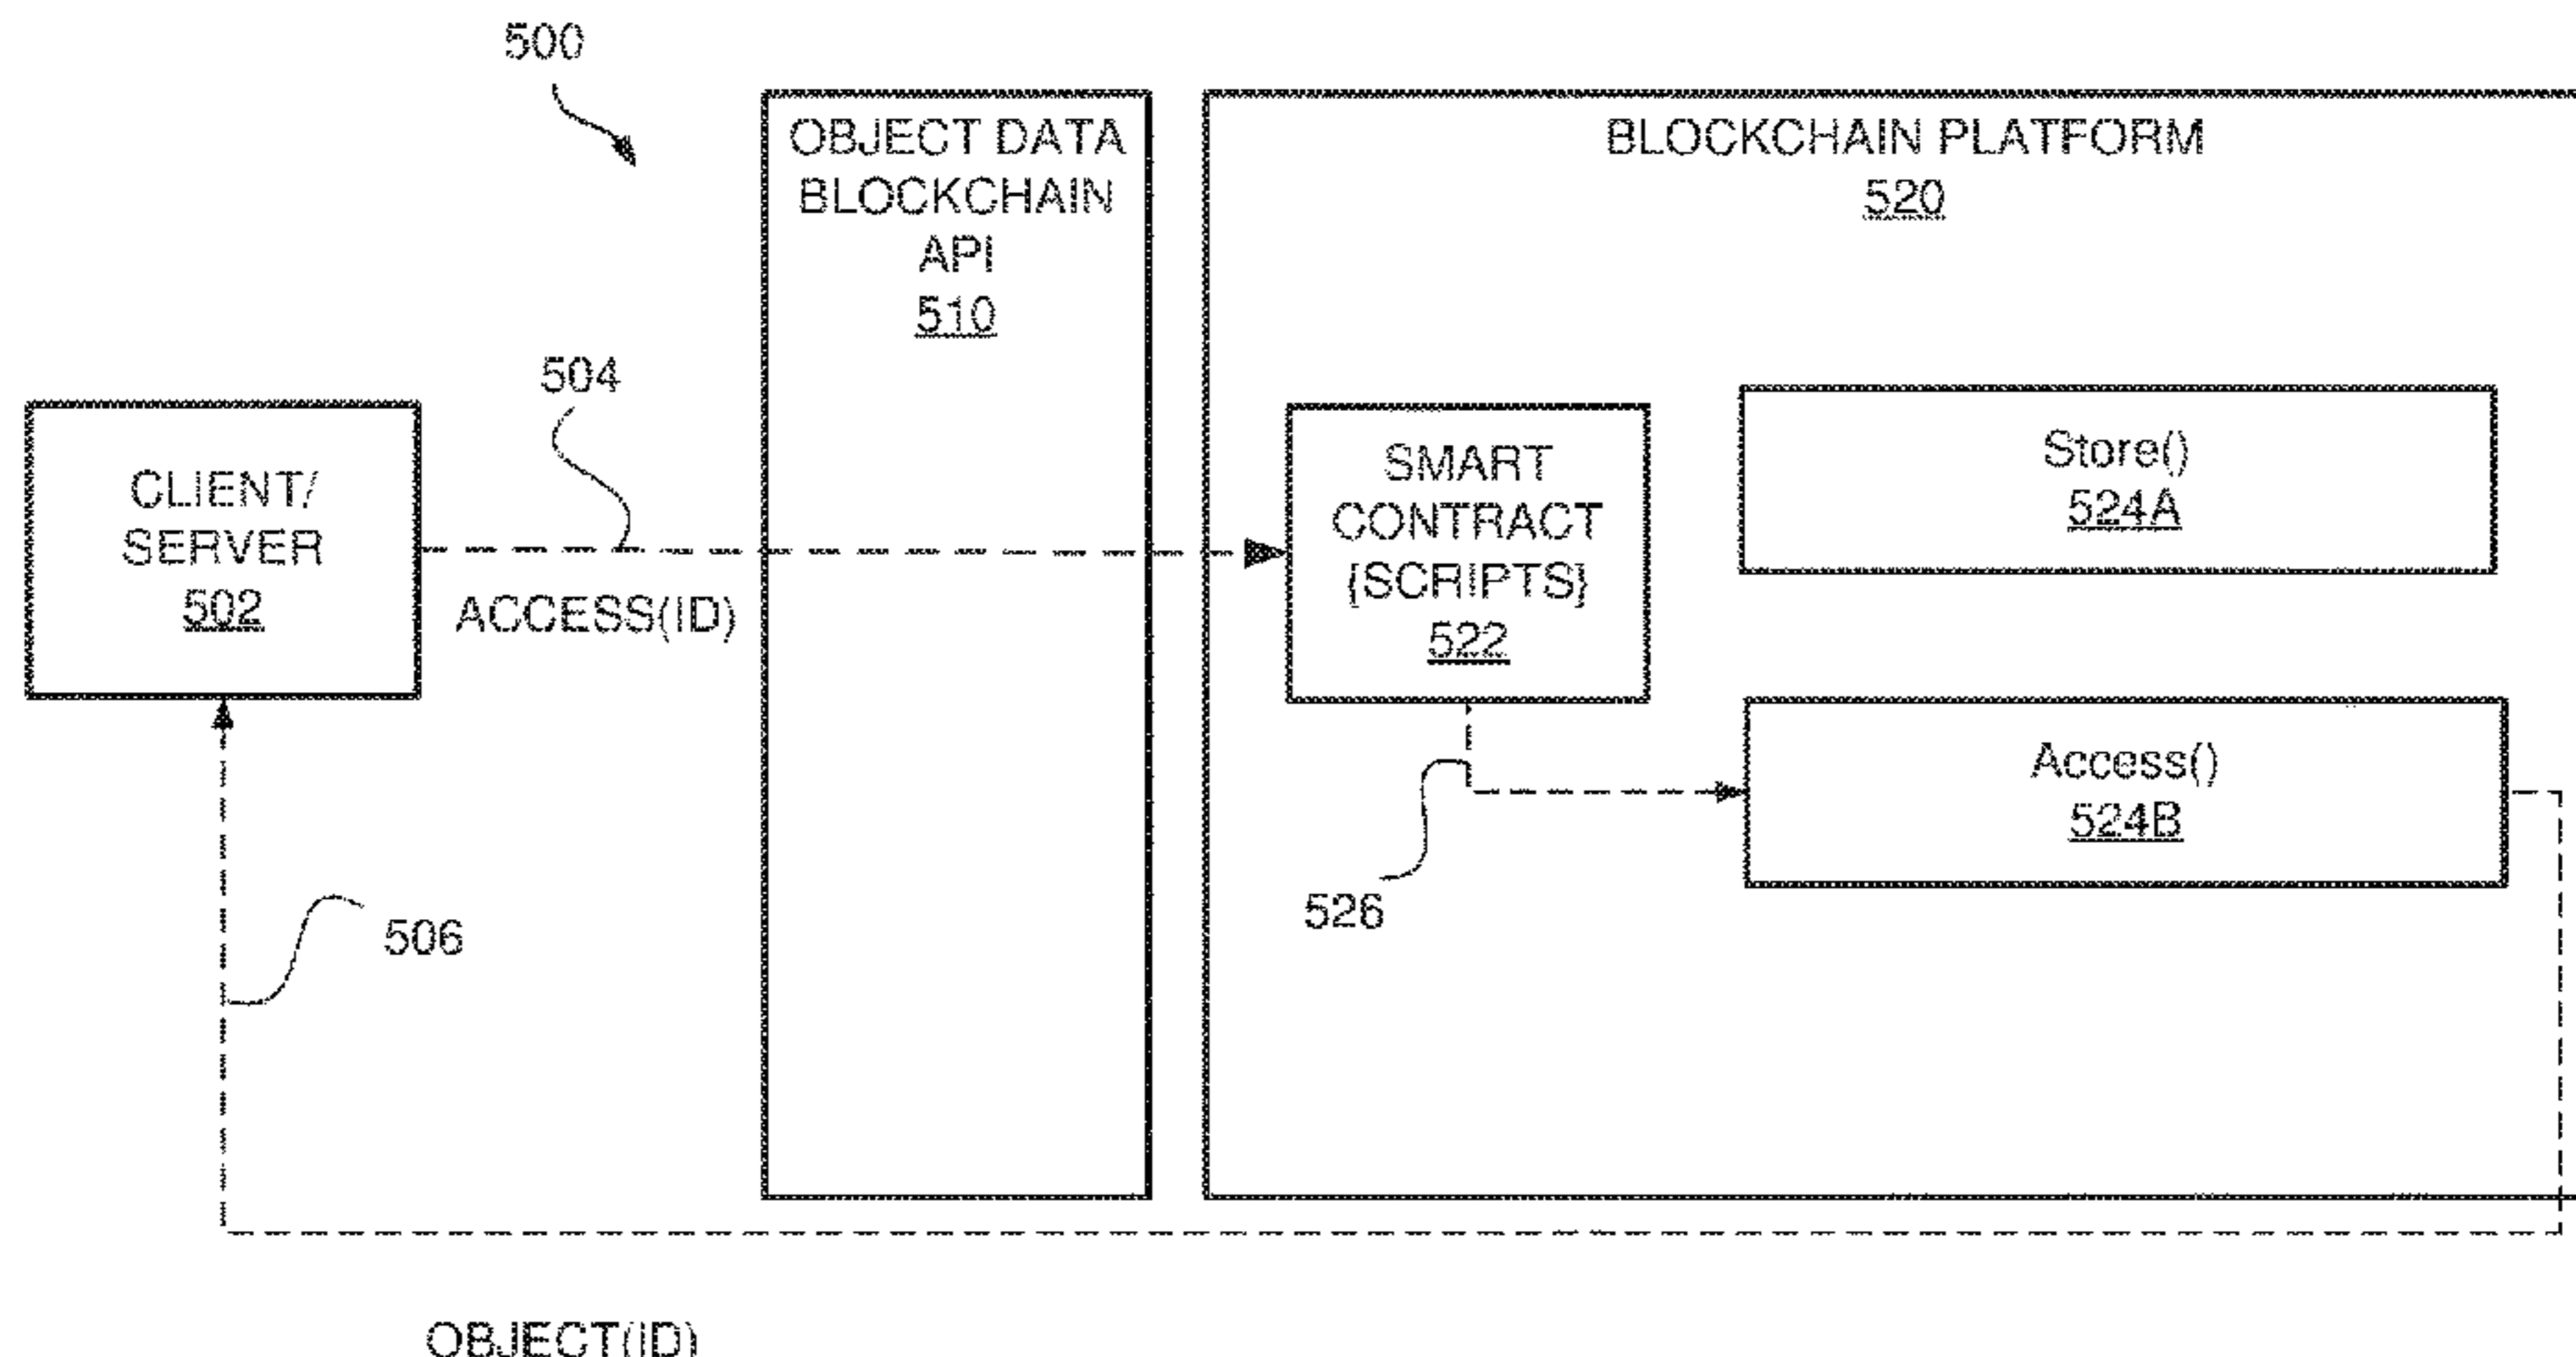 500
OBJECT DATA
BLOCKCHAIN
API
510
BLOCKCHAIN PLATFORM
520
504
CLIENT/
SERVER
502
ACCESS(ID)
SMART
CONTRACT
{SCRIPTS}
522
Store()
524A
Access()
524B
526
506
OBJECT(ID)